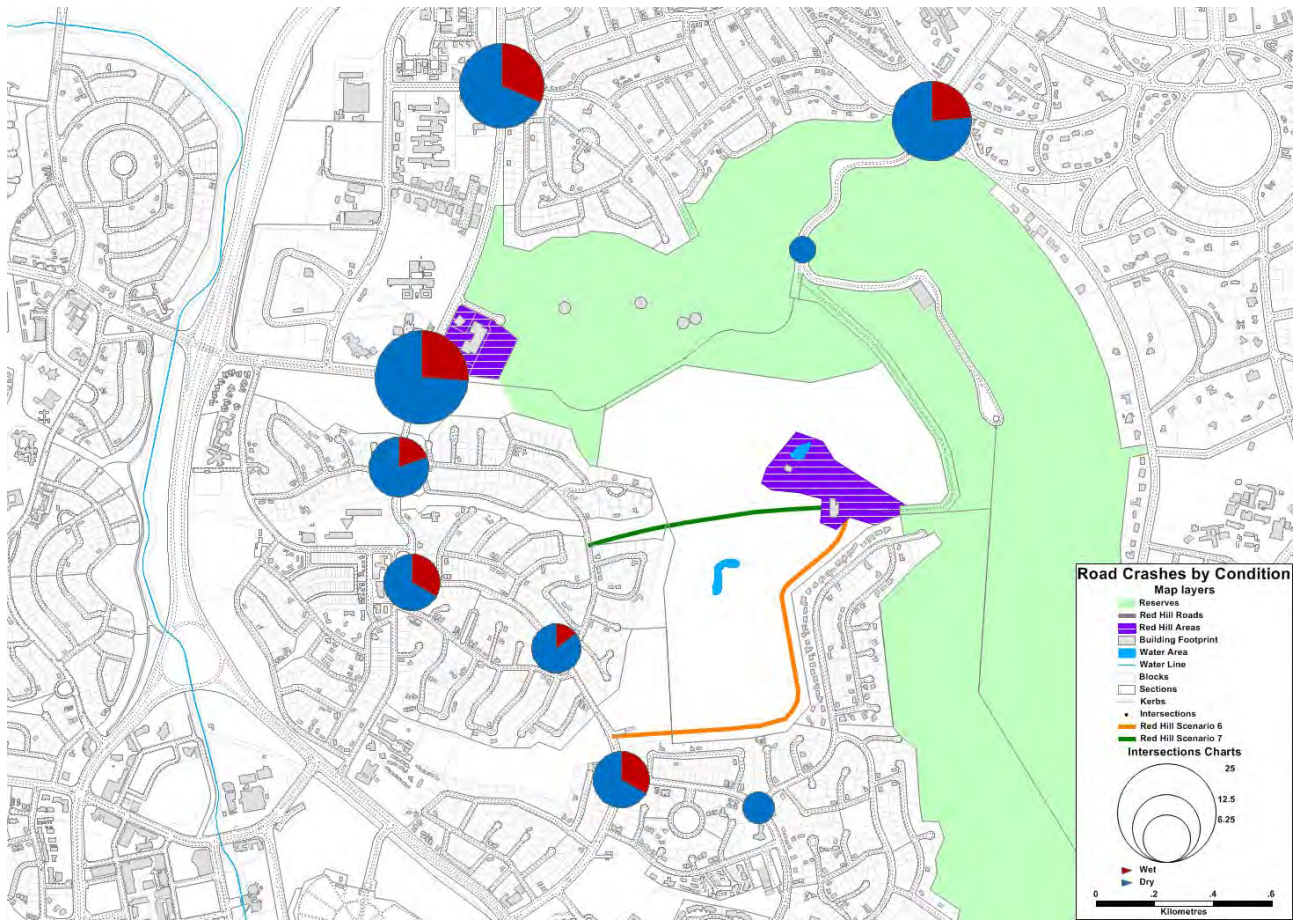 Road Crashes by Condition
Map layers
Reserves
Red Hill Roads
Red Hill Areas
Building Footprint
Water Area
Water Line
Blocks
Sections
Kerbs
Intersections
Red Hill Scenario 6
Red Hill Scenario 7
Intersections Charts
25
12.5
6.25
Wet
Dry
0 .2 .4 .6
Kilometres